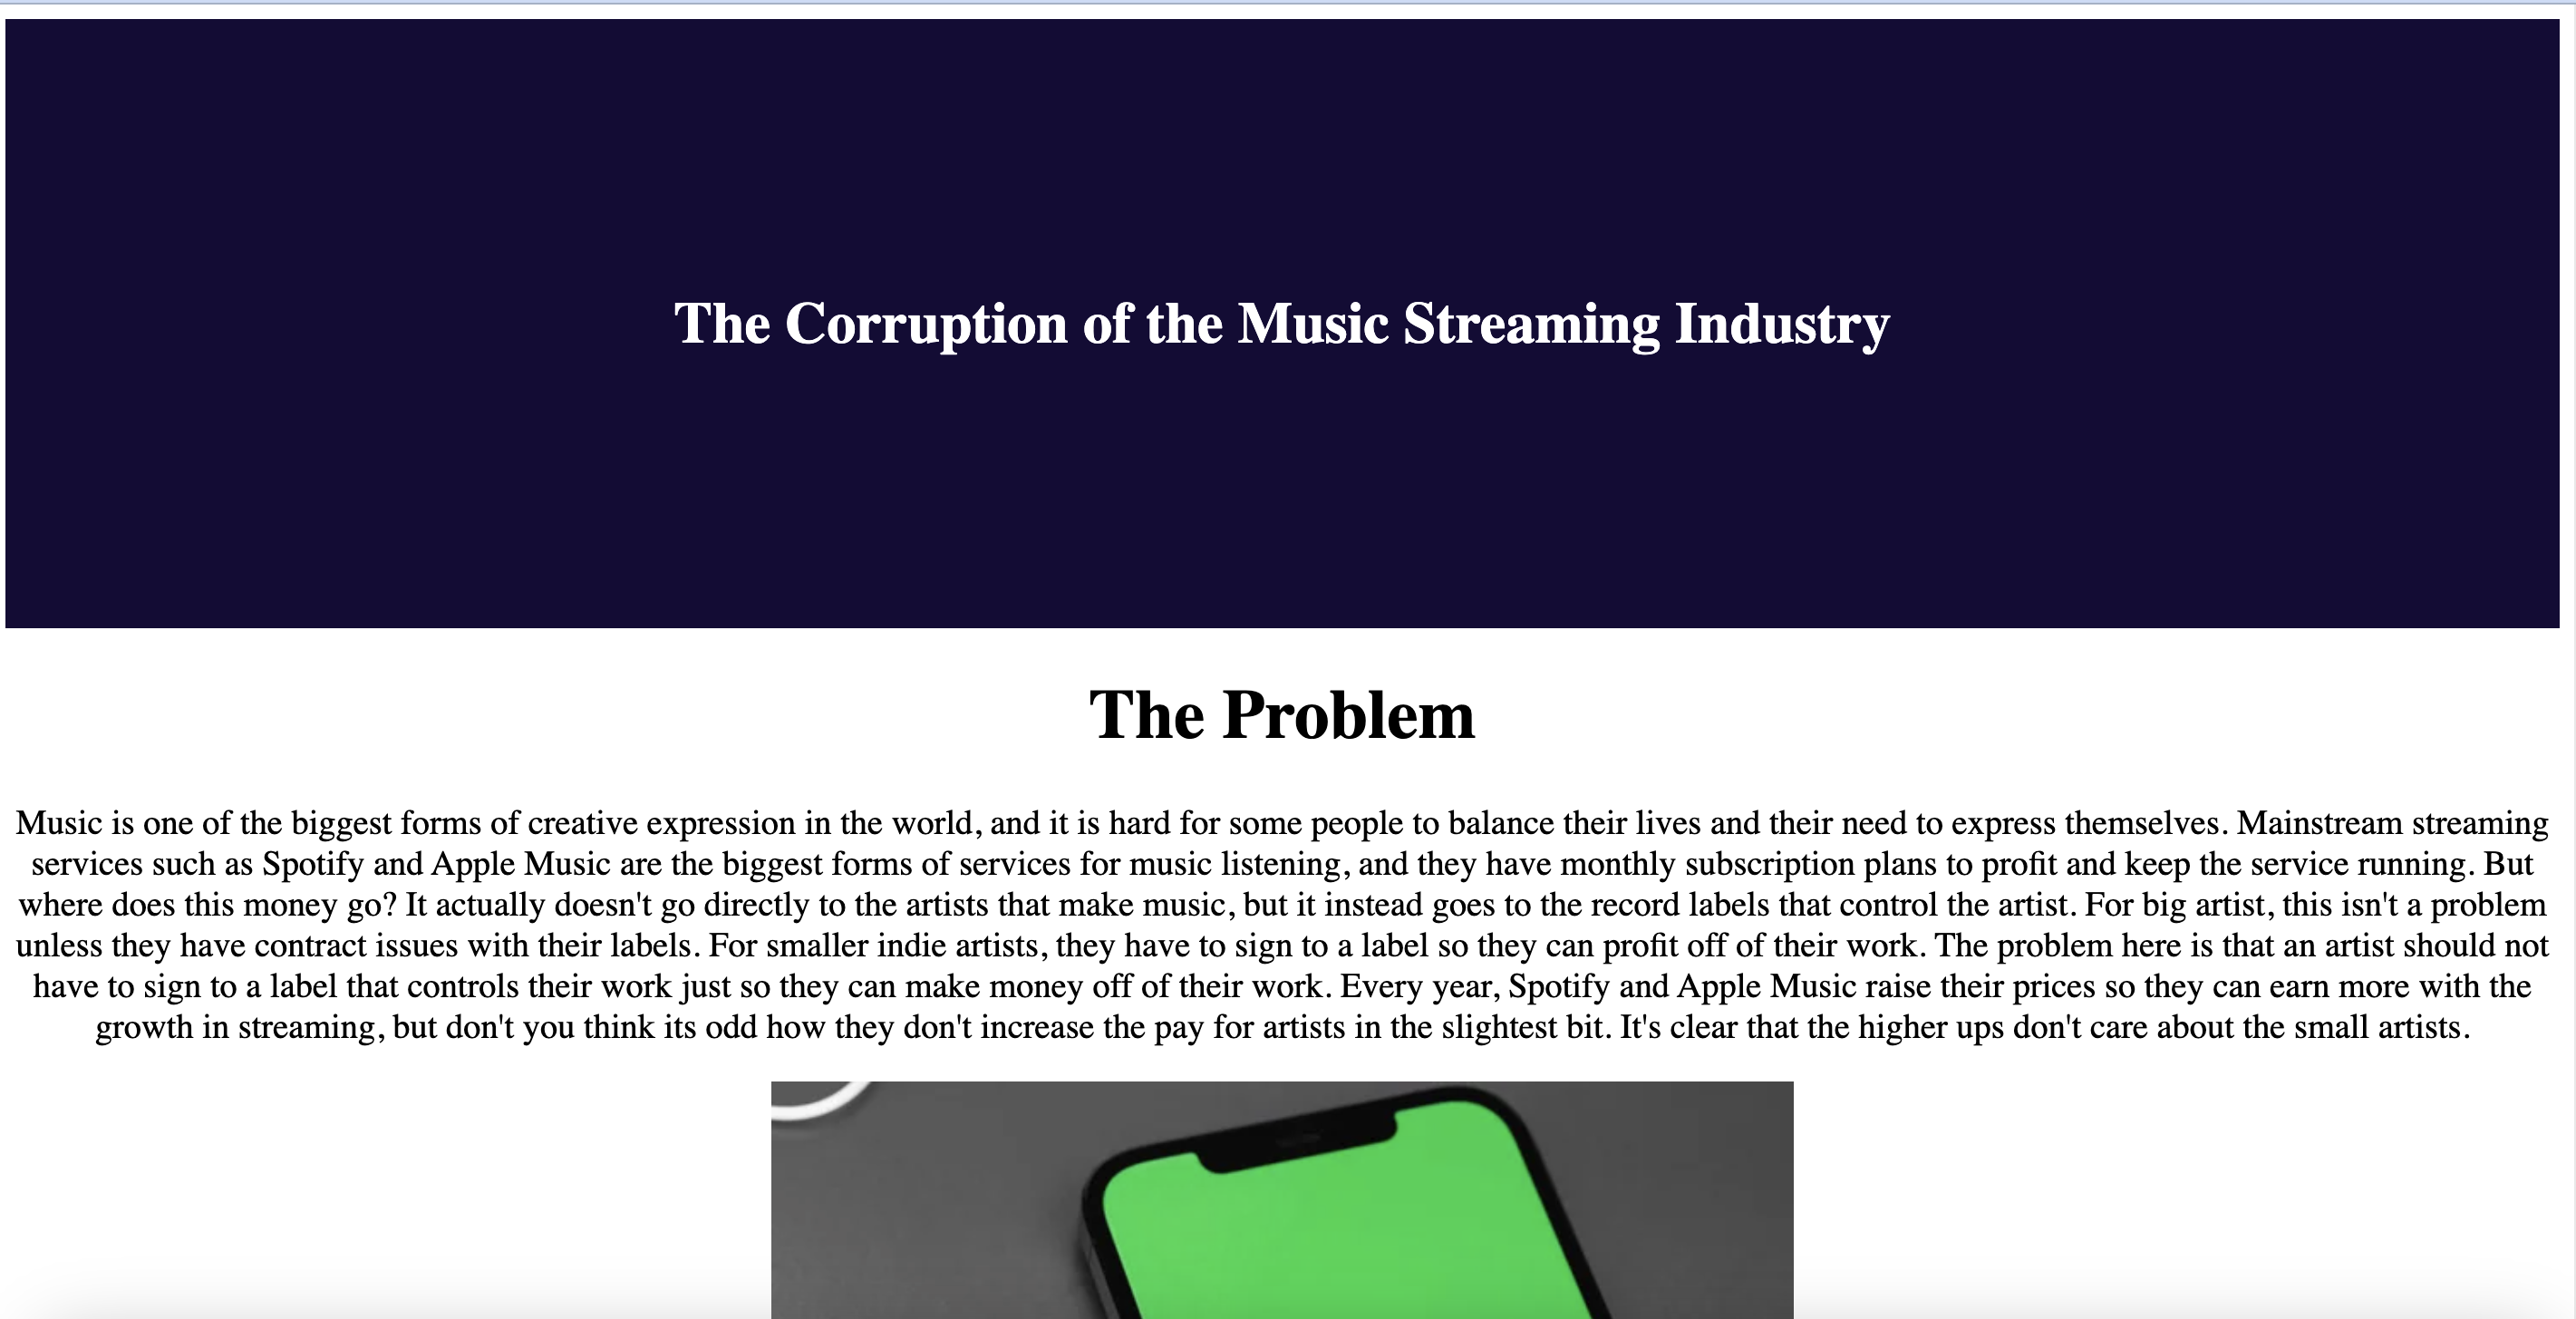 The Corruption of the Music Streaming Industry
The Problem
Music is one of the biggest forms of creative expression in the world, and it is hard for some people to balance their lives and their need to express themselves. Mainstream streaming
services such as Spotify and Apple Music are the biggest forms of services for music listening, and they have monthly subscription plans to profit and keep the service running. But
where does this money go? It actually doesn't go directly to the artists that make music, but it instead goes to the record labels that control the artist. For big artist, this isn't a problem
unless they have contract issues with their labels. For smaller indie artists, they have to sign to a label so they can profit off of their work. The problem here is that an artist should not
have to sign to a label that controls their work just so they can make money off of their work. Every year, Spotify and Apple Music raise their prices so they can earn more with the
growth in streaming, but don't you think its odd how they don't increase the pay for artists in the slightest bit. It's clear that the higher ups don't care about the small artists.